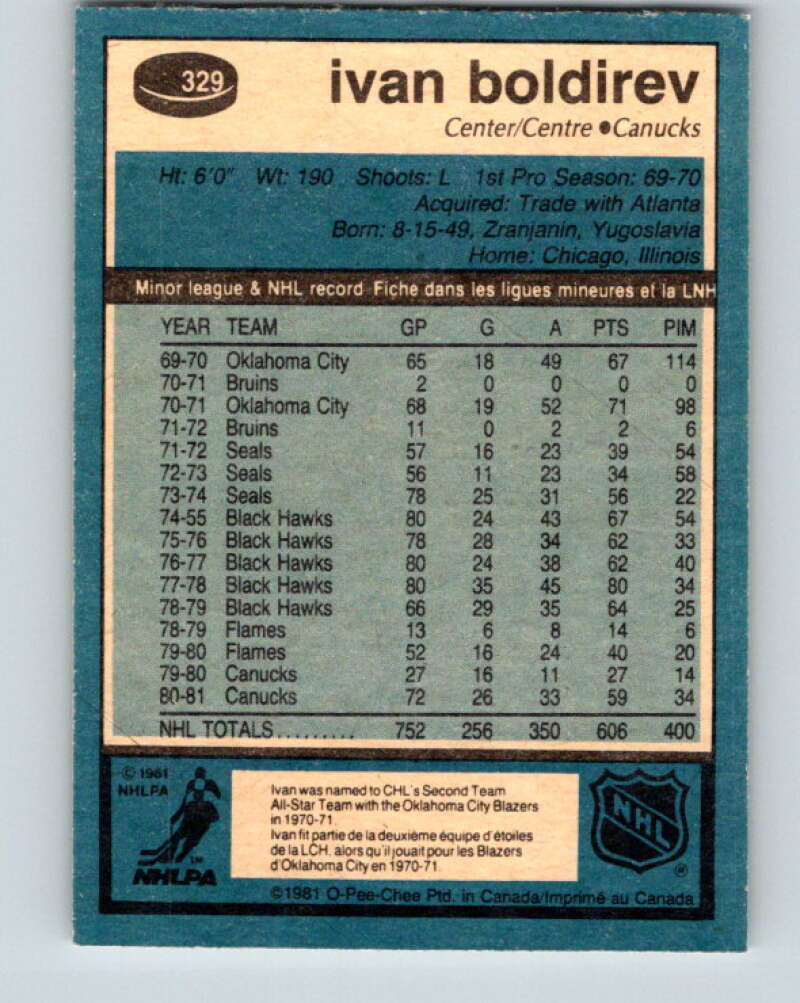 329
ivan boldirev
Center/Centre ●Canucks
Ht: 6'0" Wt: 190 Shoots: L 1st Pro Season: 69-70
Acquired: Trade with Atlanta
Born: 8-15-49, Zranjanin, Yugoslavia
Home: Chicago, Illinois
Minor league & NHL record Fiche dans les ligues mineures et la LNH
YEAR TEAM GP G A PTS PIM
69-70 Oklahoma City 65 18 49 67 114
70-71 Bruins 2 0 0 0 0
70-71 Oklahoma City 68 19 52 71 98
71-72 Bruins 11 0 2 2 6
71-72 Seals 57 16 23 39 54
72-73 Seals 56 11 23 34 58
73-74 Seals 78 25 31 56 22
74-55 Black Hawks 80 24 43 67 54
75-76 Black Hawks 78 28 34 62 33
76-77 Black Hawks 80 24 38 62 40
77-78 Black Hawks 80 35 45 80 34
78-79 Black Hawks 66 29 35 64 25
78-79 Flames 13 6 8 14 6
79-80 Flames 52 16 24 40 20
79-80 Canucks 27 16 11 27 14
80-81 Canucks 72 26 33 59 34
NHL TOTALS......... 752 256 350 606 400
© 1981
NHLPA
Ivan was named to CHL's Second Team
All-Star Team with the Oklahoma City Blazers
in 1970-71.
Ivan fit partie de la deuxième équipe d'étoiles
de la LCH, alors qu'il jouait pour les Blazers
d'Oklahoma City en 1970-71.
TM
NHLPA
NHL
©1981 O-Pee-Chee Ptd. in Canada/Imprimé au Canada